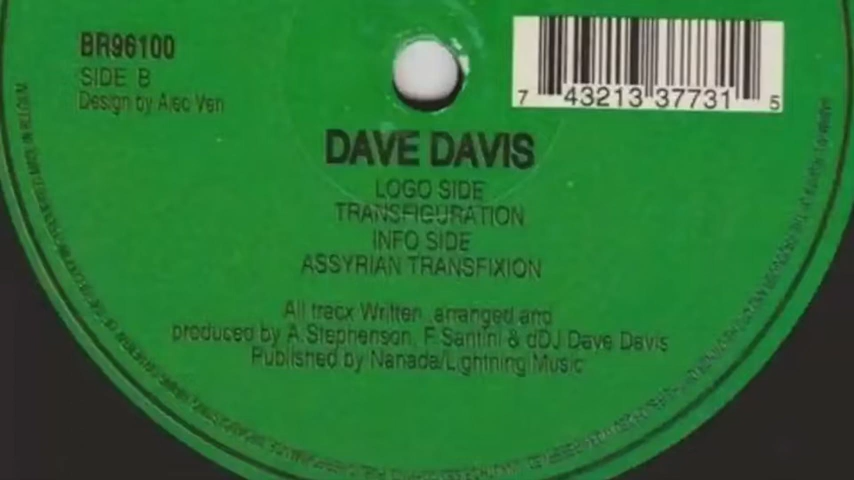 BR96100
SIDE B
Design by Alec Ven
7 43213 37731 5
DAVE DAVIS
LOGO SIDE
TRANSFIGURATION
INFO SIDE
ASSYRIAN TRANSFIXION
All tracx Written, arranged and
produced by A.Stephenson, F.Santini & dDJ Dave Davis
Published by Nanada/Lightning Music